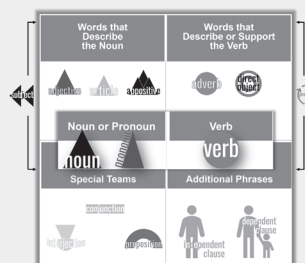 Words that
Describe
the Noun
Words that
Describe or Support
the Verb
adjective
article
appositive
adverb
direct
object
subject
Noun or Pronoun
Verb
noun
pronoun
verb
Special Teams
Additional Phrases
conjunction
interjection
preposition
independent
clause
dependent
clause